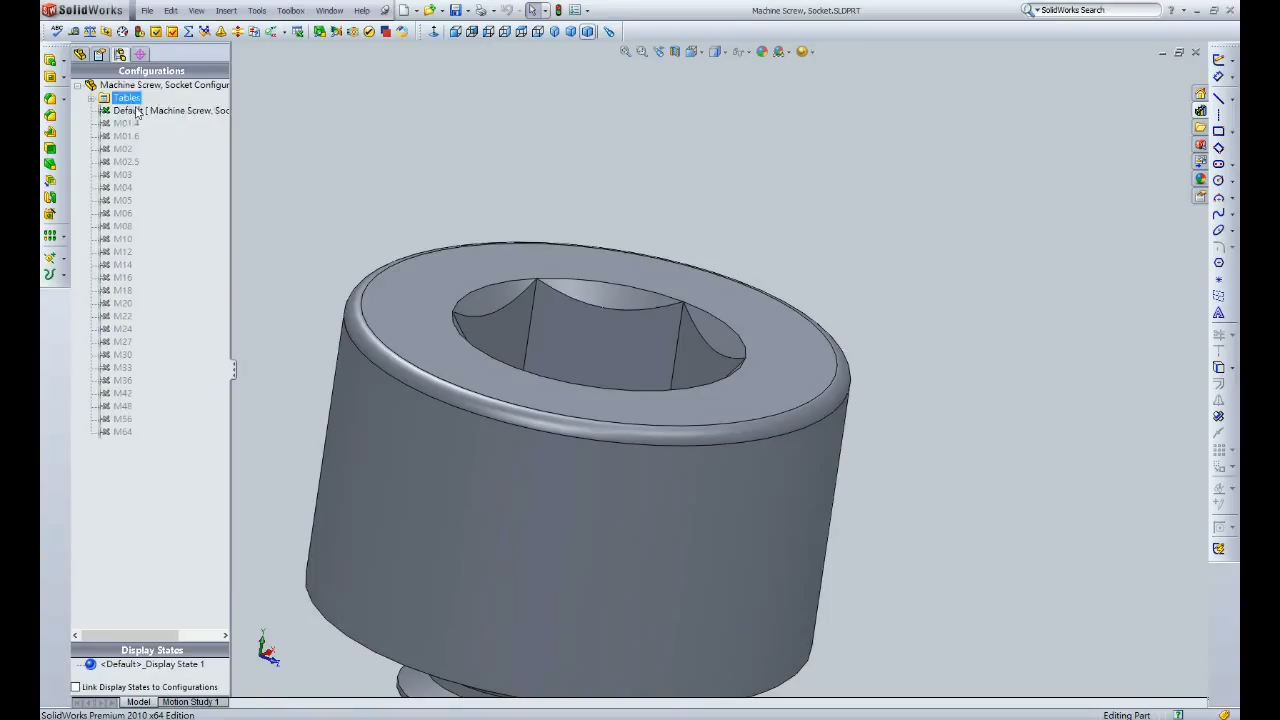 SolidWorks File Edit View Insert Tools Toolbox Window Help Machine Screw, Socket.SLDPRT SolidWorks Search
Configurations
Machine Screw, Socket Configur
Tables
Default [ Machine Screw, Soc
M01.4
M01.6
M02
M02.5
M03
M04
M05
M06
M08
M10
M12
M14
M16
M18
M20
M22
M24
M27
M30
M33
M36
M42
M48
M56
M64
Display States
<Default>_Display State 1
Link Display States to Configurations
Model Motion Study 1
SolidWorks Premium 2010 x64 Edition Editing Part